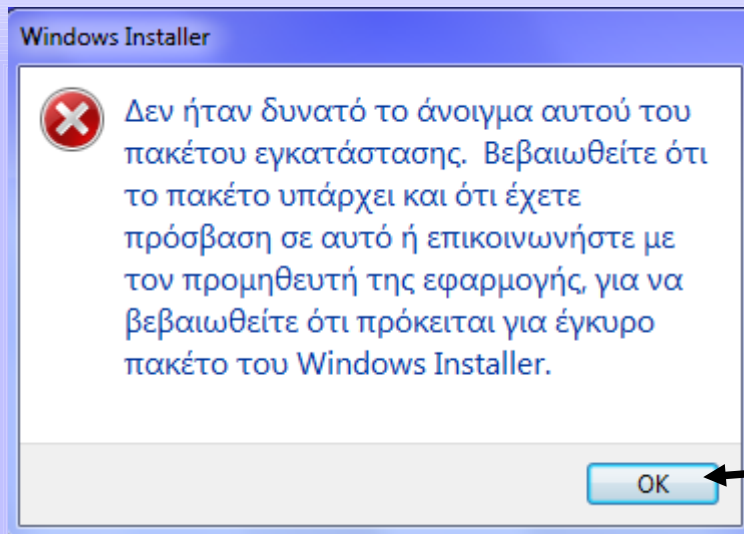 Windows Installer
Δεν ήταν δυνατό το άνοιγμα αυτού του
πακέτου εγκατάστασης.  Βεβαιωθείτε ότι
το πακέτο υπάρχει και ότι έχετε
πρόσβαση σε αυτό ή επικοινωνήστε με
τον προμηθευτή της εφαρμογής, για να
βεβαιωθείτε ότι πρόκειται για έγκυρο
πακέτο του Windows Installer.
OK